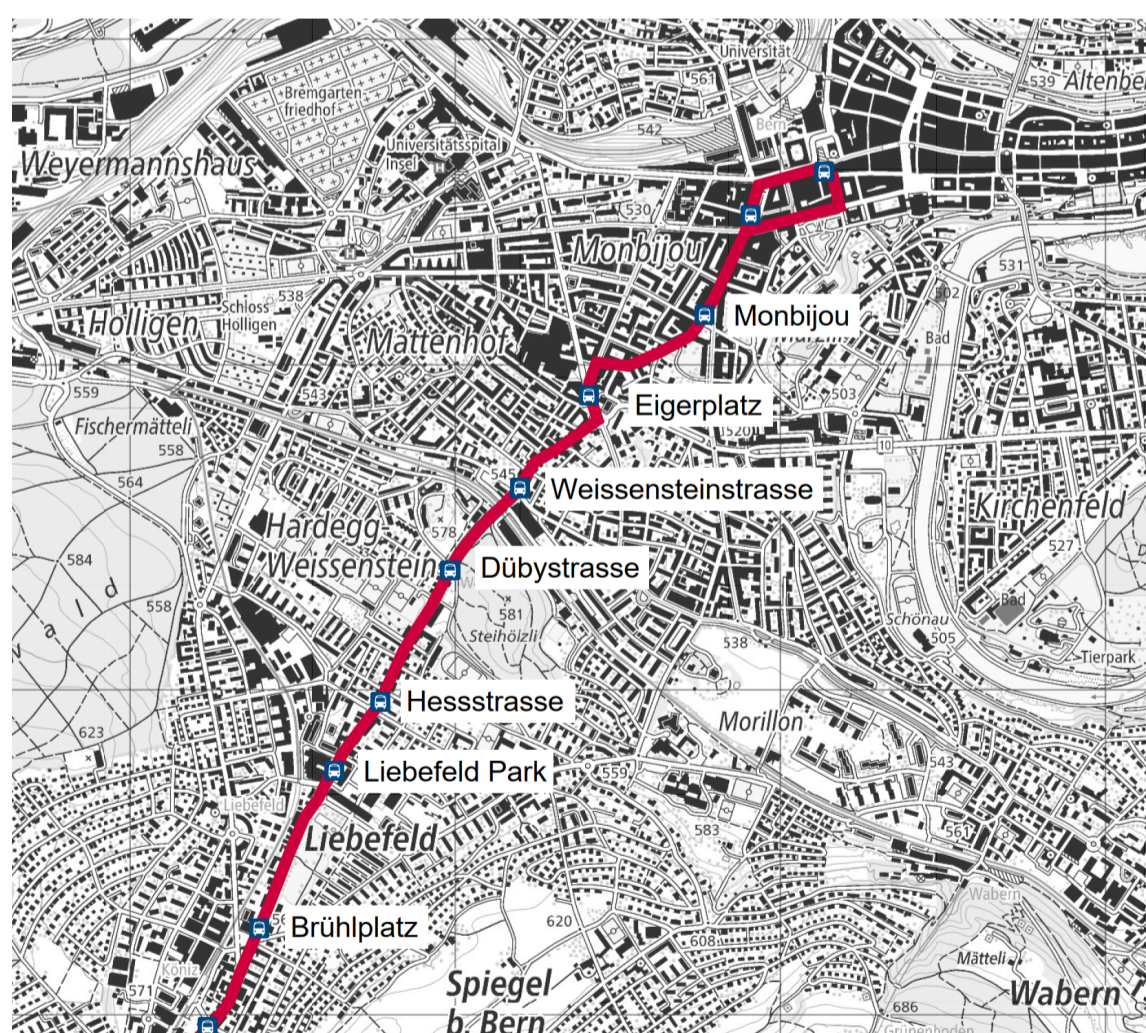 Universität
561
539
Altenbe
Bremgarten-
friedhof
Bern
542
Universitätsspital
Insel
Weyermannshaus
530
Monbijou
531
502
538
Schloss
Holligen
Holligen
Monbijou
Mattenhof
Bad
559
543
503
Eigerplatz
Fischermätteli
520
558
10
545
564
Weissensteinstrasse
Kirchenfeld
Hardegg
578
527
584
Weissenstein
Dübystrasse
558
581
Bad
Schönau
Steihölzli
505
538
Tierpark
Hessstrasse
Morillon
623
Liebefeld Park
559
543
Liebefeld
583
561
Liebefeld
Wabern
Brühlplatz
620
608
Köniz
Mätteli
571
Spiegel
b. Bern
Wabern
686
Grünenboden